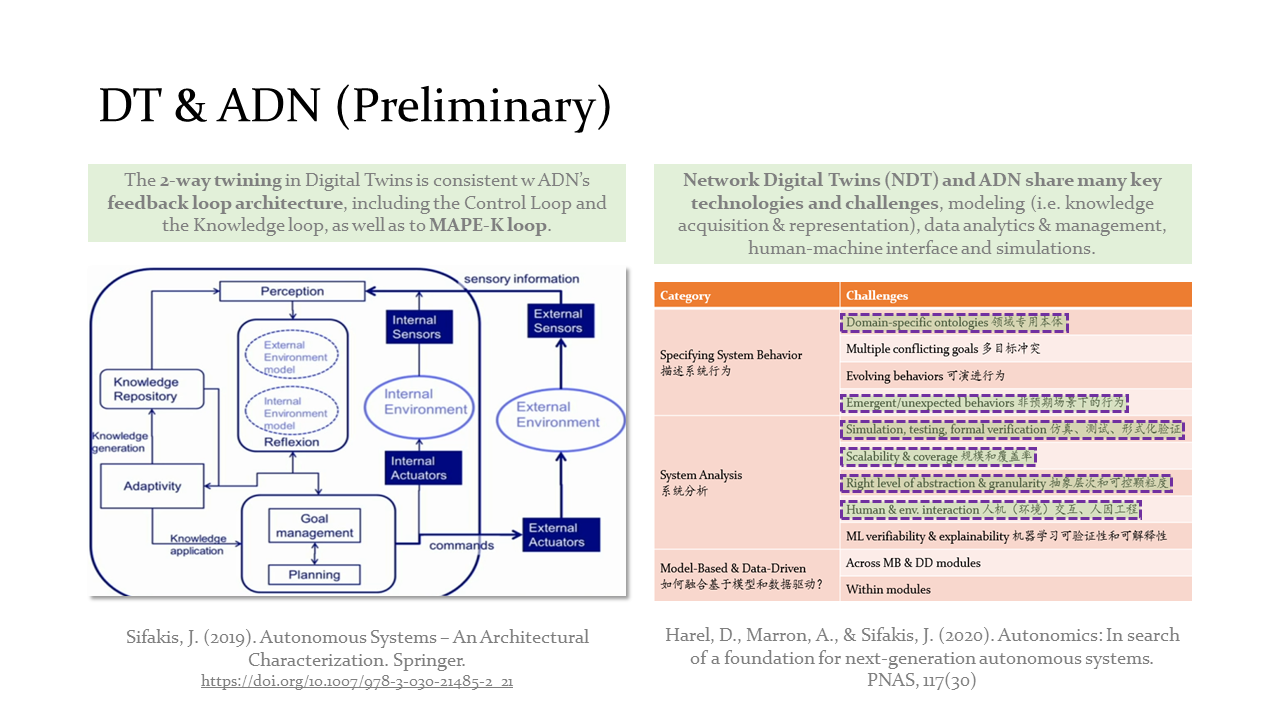 DT & ADN (Preliminary)
The 2-way twining in Digital Twins is consistent w ADN's
feedback loop architecture, including the Control Loop and
the Knowledge loop, as well as to MAPE-K loop.
Network Digital Twins (NDT) and ADN share many key
technologies and challenges, modeling (i.e. knowledge
acquisition & representation), data analytics & management,
human-machine interface and simulations.
sensory information
Perception
Internal
Sensors
External
Sensors
External
Environment
model
Internal
Environment
model
Reflexion
Knowledge
Repository
Internal
Environment
External
Environment
Knowledge
generation
Adaptivity
Internal
Actuators
Goal
management
Planning
Knowledge
application
commands
External
Actuators
Category
Challenges
Specifying System Behavior
描述系统行为
Domain-specific ontologies 领域专用本体
Multiple conflicting goals 多目标冲突
Evolving behaviors 可演进行为
Emergent/unexpected behaviors 非预期场景下的行为
System Analysis
系统分析
Simulation, testing, formal verification 仿真、测试、形式化验证
Scalability & coverage 规模和覆盖率
Right level of abstraction & granularity 抽象层次和可控颗粒度
Human & env. interaction 人机（环境）交互、人因工程
ML verifiability & explainability 机器学习可验证性和可解释性
Model-Based & Data-Driven
如何融合基于模型和数据驱动?
Across MB & DD modules
Within modules
Sifakis, J. (2019). Autonomous Systems – An Architectural
Characterization. Springer.
https://doi.org/10.1007/978-3-030-21485-2_21
Harel, D., Marron, A., & Sifakis, J. (2020). Autonomics: In search
of a foundation for next-generation autonomous systems.
PNAS, 117(30)